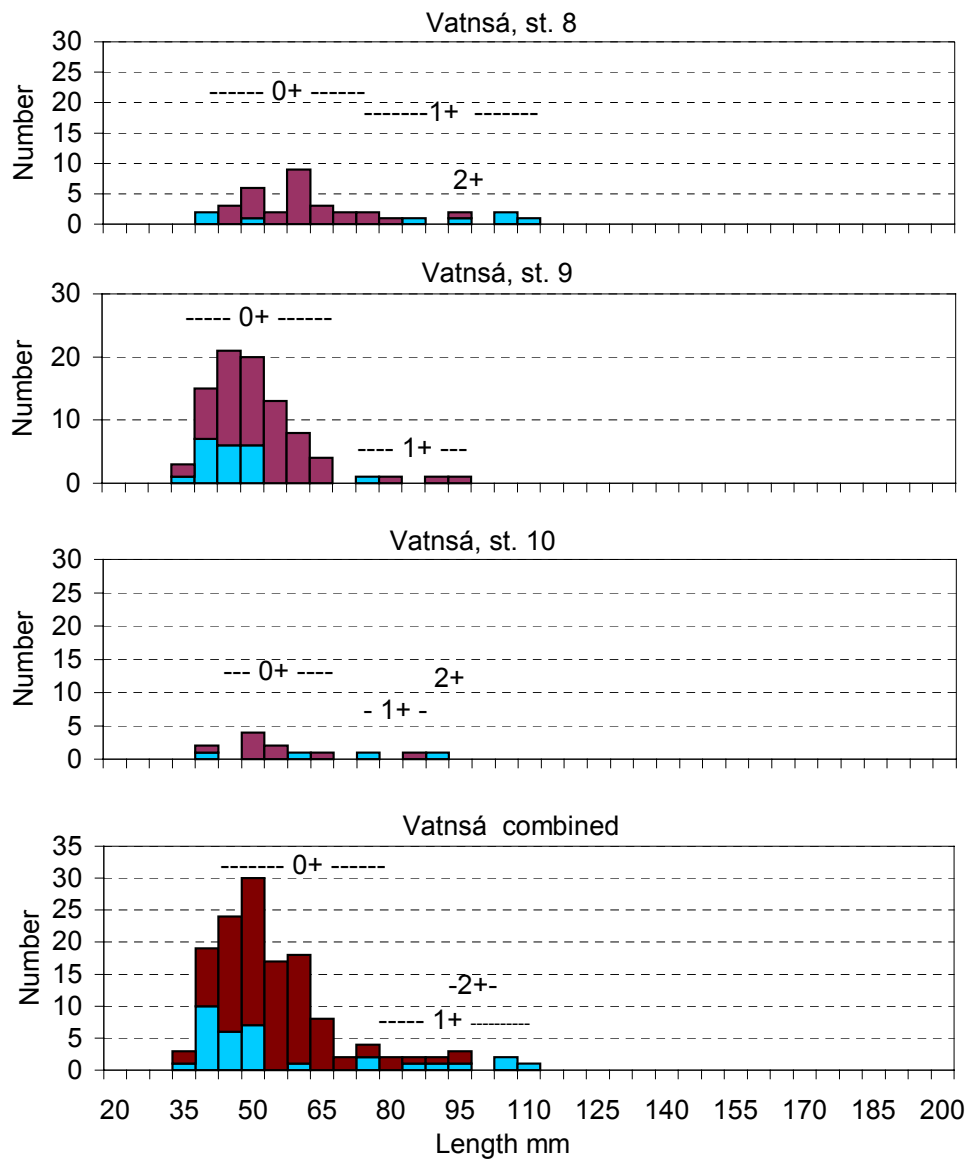 Vatnsá, st. 8
Number
30
25
20
15
10
5
0
------ 0+ ------
-------1+ -------
2+
Vatnsá, st. 9
Number
30
20
10
0
----- 0+ ------
---- 1+ ---
Vatnsá, st. 10
Number
30
25
20
15
10
5
0
--- 0+ ----
2+
- 1+ -
Vatnsá combined
Number
35
30
25
20
15
10
5
0
------- 0+ ------
-2+-
----- 1+ ----------
20 35 50 65 80 95 110 125 140 155 170 185 200
Length mm